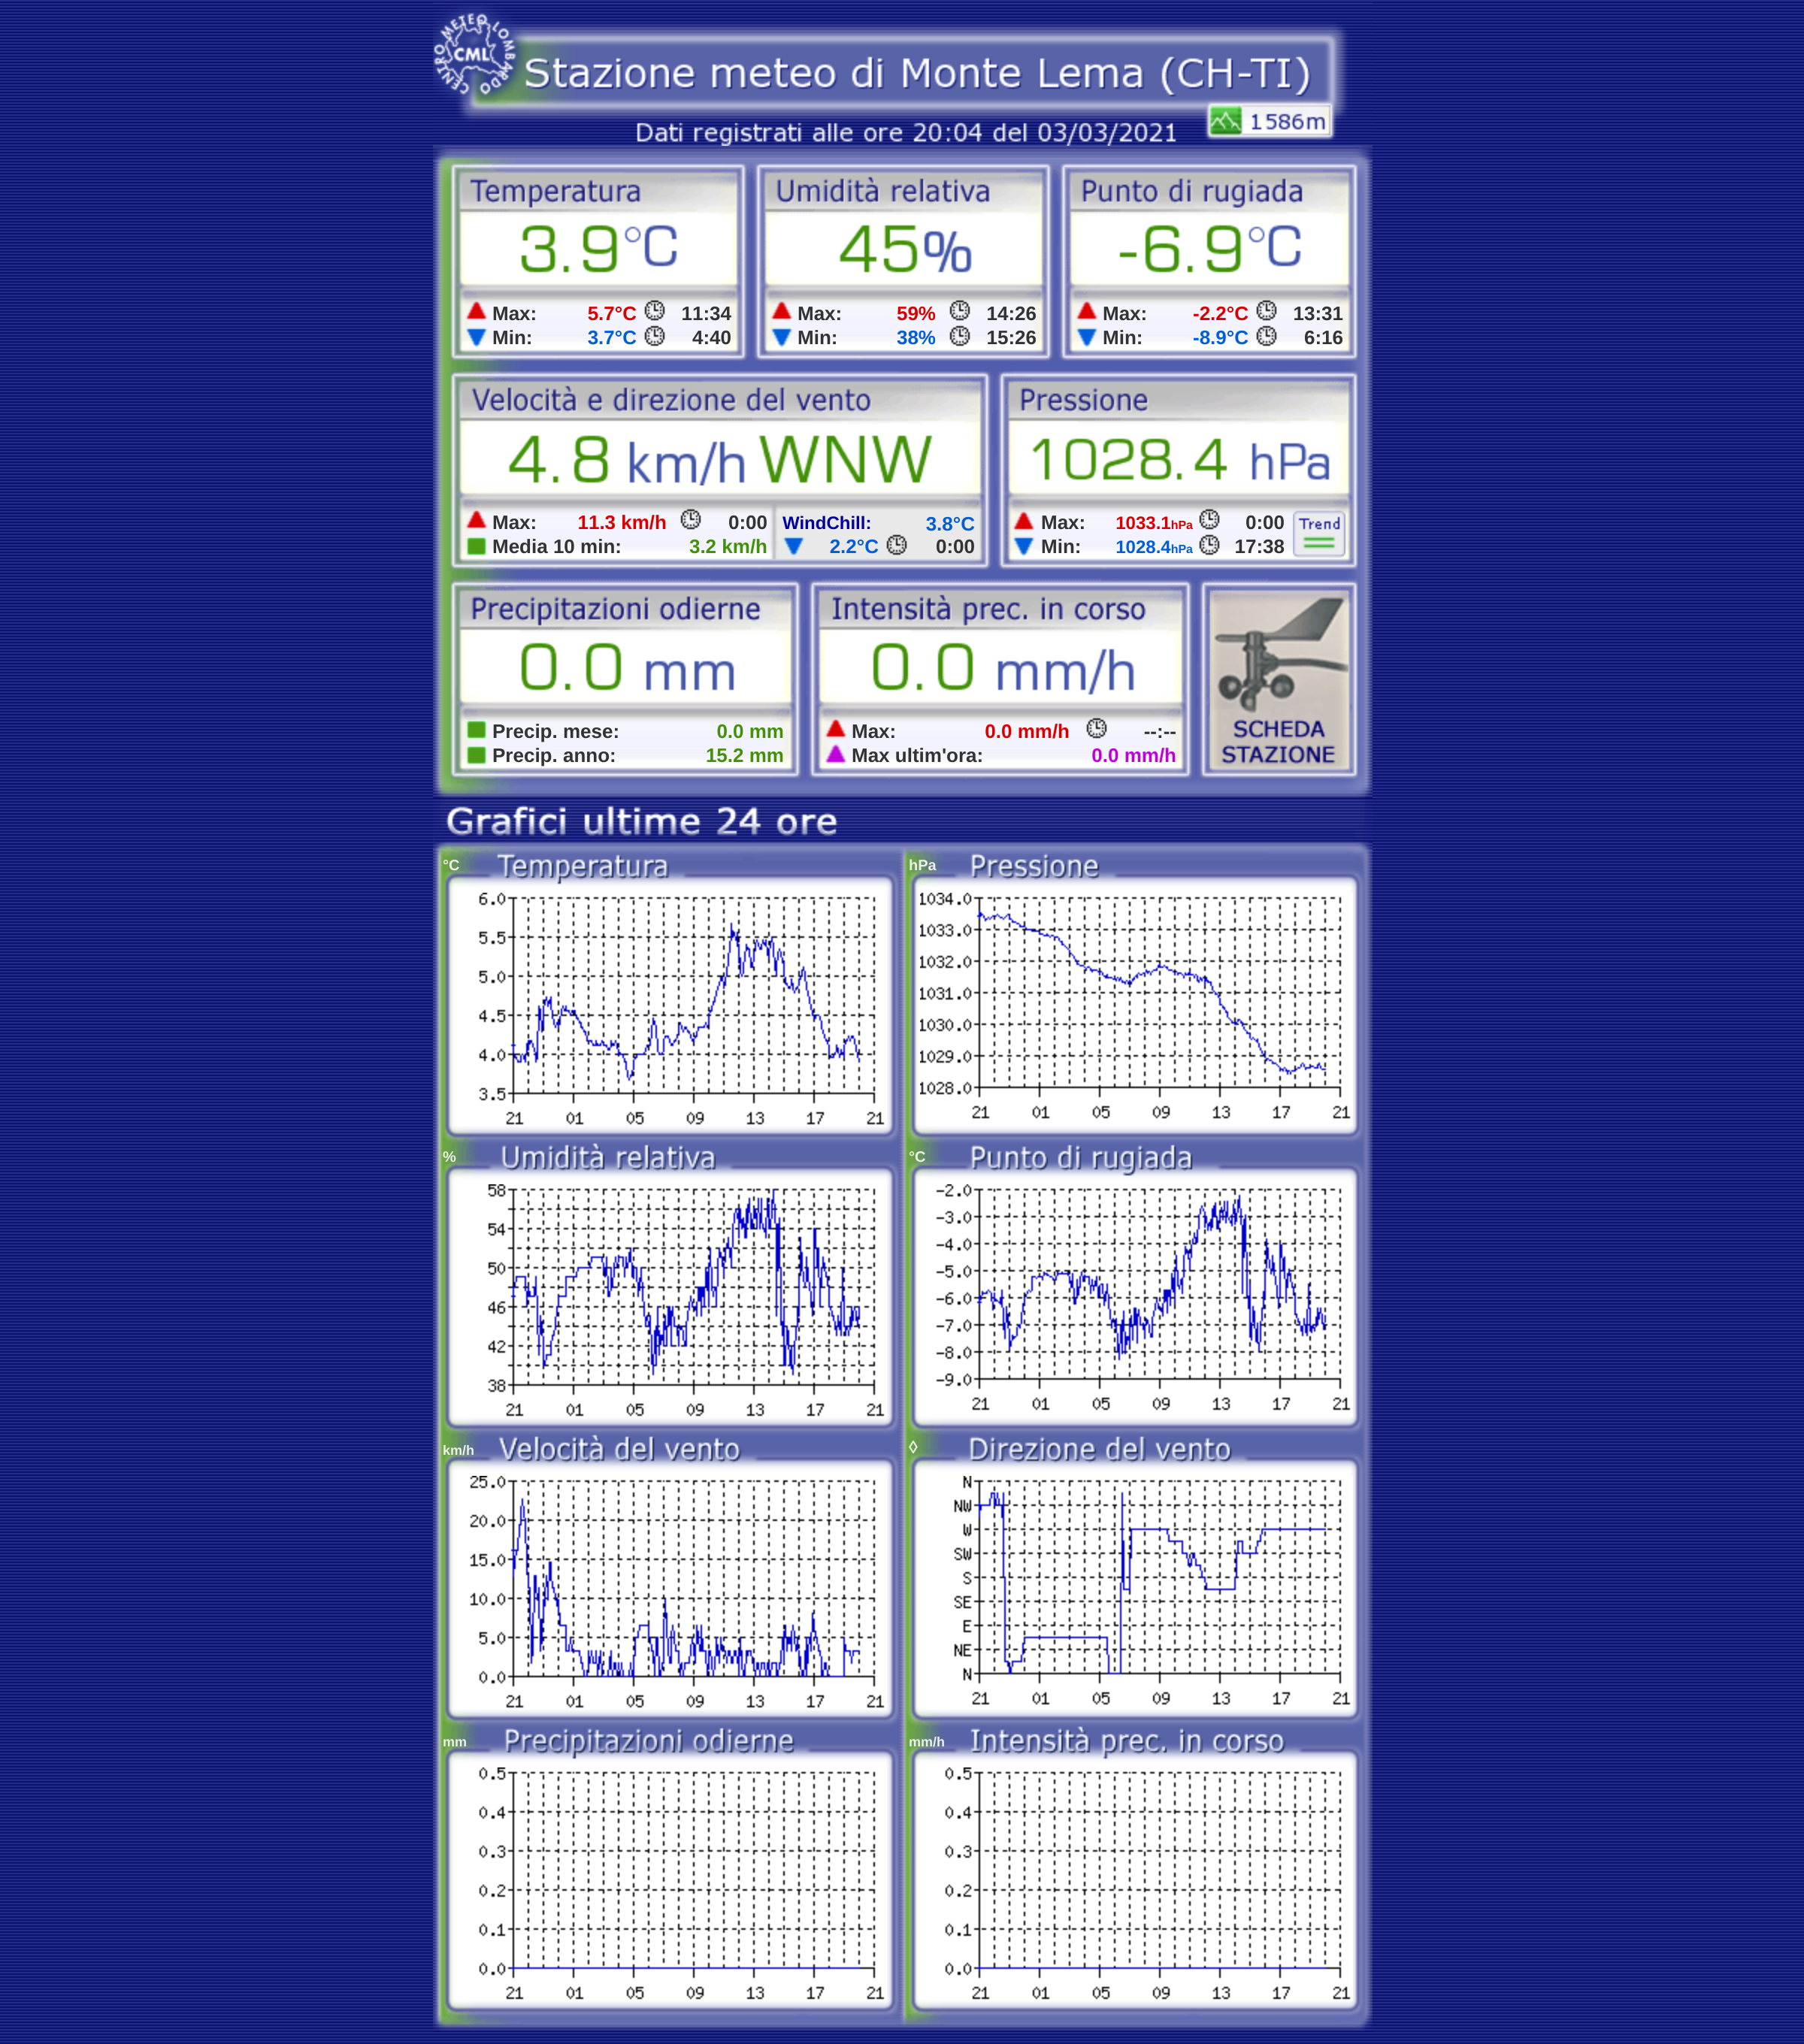 CENTRO METEO LOMBARDO
CML
Stazione meteo di Monte Lema (CH-TI)
1586m
Dati registrati alle ore 20:04 del 03/03/2021
Temperatura Umidità relativa Punto di rugiada
3.9°C 45% -6.9°C
Max: 5.7°C 11:34 Max: 59% 14:26 Max: -2.2°C 13:31
Min: 3.7°C 4:40 Min: 38% 15:26 Min: -8.9°C 6:16
Velocità e direzione del vento Pressione
4.8 km/h WNW 1028.4 hPa
Max: 11.3 km/h 0:00 WindChill: 3.8°C Max: 1033.1hPa 0:00 Trend
Media 10 min: 3.2 km/h 2.2°C 0:00 Min: 1028.4hPa 17:38
Precipitazioni odierne Intensità prec. in corso
0.0 mm 0.0 mm/h
Precip. mese: 0.0 mm Max: 0.0 mm/h --:-- SCHEDA
Precip. anno: 15.2 mm Max ultim'ora: 0.0 mm/h STAZIONE
Grafici ultime 24 ore
°C Temperatura
6.0
5.5
5.0
4.5
4.0
3.5
21 01 05 09 13 17 21
hPa Pressione
1034.0
1033.0
1032.0
1031.0
1030.0
1029.0
1028.0
21 01 05 09 13 17 21
% Umidità relativa
58
54
50
46
42
38
21 01 05 09 13 17 21
°C Punto di rugiada
-2.0
-3.0
-4.0
-5.0
-6.0
-7.0
-8.0
-9.0
21 01 05 09 13 17 21
km/h Velocità del vento
25.0
20.0
15.0
10.0
5.0
0.0
21 01 05 09 13 17 21
◊ Direzione del vento
N
NW
W
SW
S
SE
E
NE
N
21 01 05 09 13 17 21
mm Precipitazioni odierne
0.5
0.4
0.3
0.2
0.1
0.0
21 01 05 09 13 17 21
mm/h Intensità prec. in corso
0.5
0.4
0.3
0.2
0.1
0.0
21 01 05 09 13 17 21